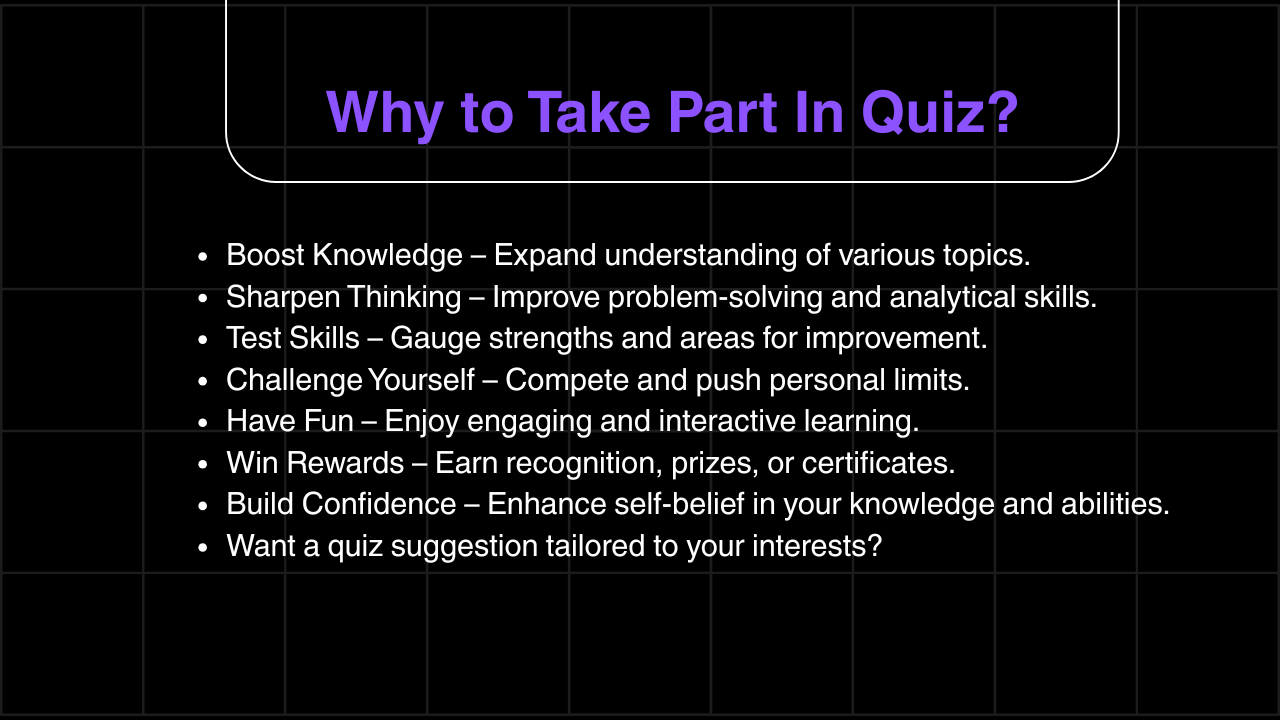 Why to Take Part In Quiz?
• Boost Knowledge – Expand understanding of various topics.
• Sharpen Thinking – Improve problem-solving and analytical skills.
• Test Skills – Gauge strengths and areas for improvement.
• Challenge Yourself – Compete and push personal limits.
• Have Fun – Enjoy engaging and interactive learning.
• Win Rewards – Earn recognition, prizes, or certificates.
• Build Confidence – Enhance self-belief in your knowledge and abilities.
• Want a quiz suggestion tailored to your interests?